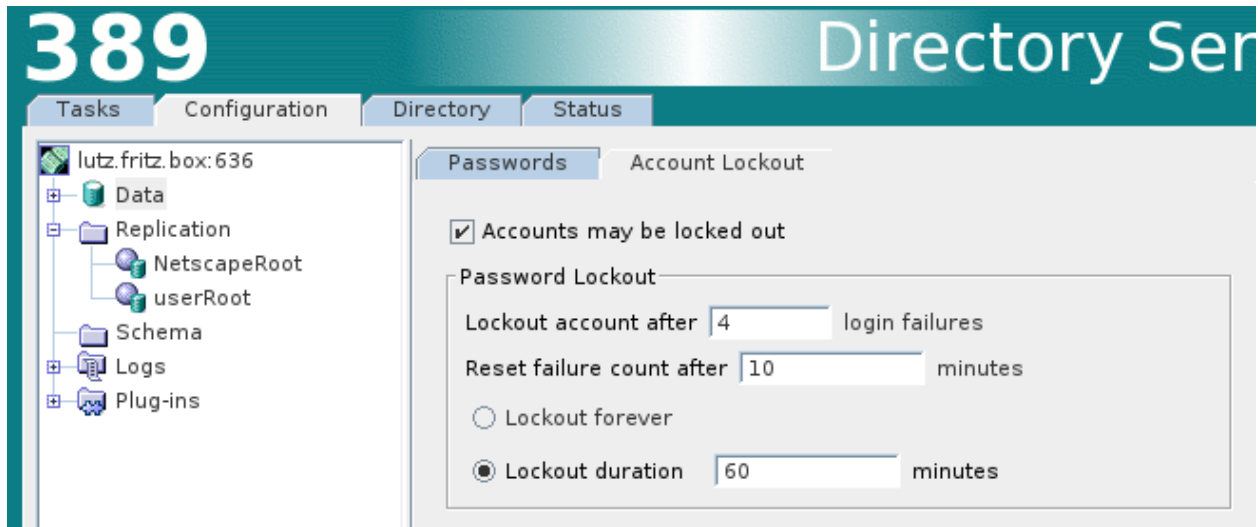 389
Directory Ser
Tasks Configuration Directory Status
lutz.fritz.box:636
Data
Replication
NetscapeRoot
userRoot
Schema
Logs
Plug-ins
Passwords Account Lockout
Accounts may be locked out
Password Lockout
Lockout account after 4 login failures
Reset failure count after 10 minutes
Lockout forever
Lockout duration 60 minutes